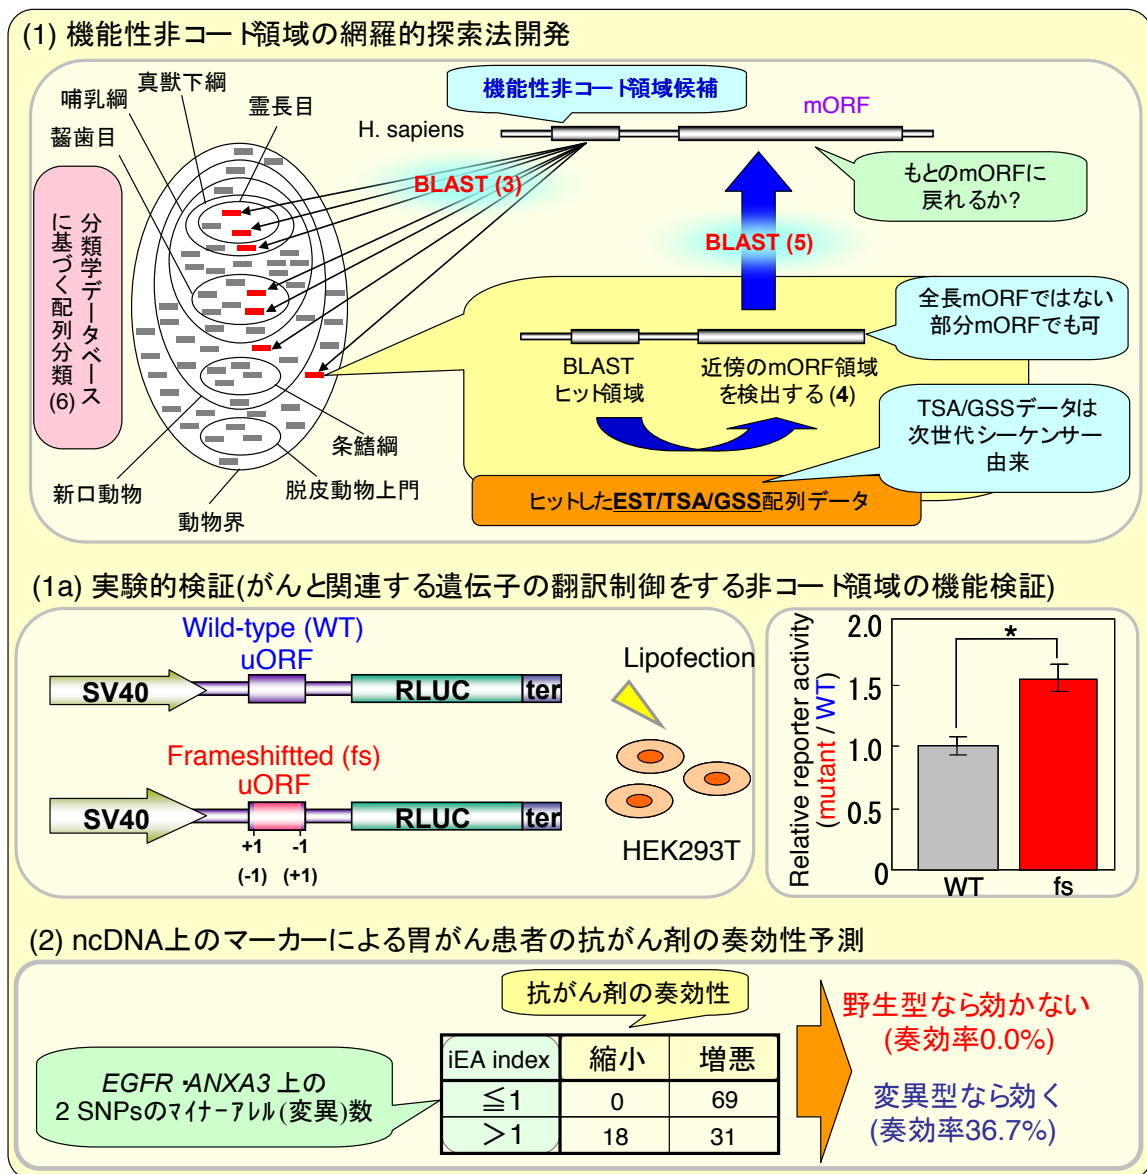 (1) 機能性非コード領域の網羅的探索法開発
真獣下綱
哺乳綱
霊長目
齧歯目
H. sapiens
機能性非コード領域候補
mORF
BLAST (3)
もとのmORFに
戻れるか?
分類学データベース
に基づく配列分類
(6)
BLAST (5)
全長mORFではない
部分mORFでも可
BLAST
ヒット領域
近傍のmORF領域
を検出する(4)
TSA/GSSデータは
次世代シーケンサー
由来
条鰭綱
新口動物
脱皮動物上門
動物界
ヒットしたEST/TSA/GSS配列データ
(1a) 実験的検証(がんと関連する遺伝子の翻訳制御をする非コード領域の機能検証)
Wild-type (WT)
uORF
SV40
RLUC
ter
Frameshiftted (fs)
uORF
SV40
RLUC
ter
+1
-1
(-1)
(+1)
Lipofection
HEK293T
Relative reporter activity
(mutant / WT)
2.0
1.5
1.0
0.5
0
*
WT
fs
(2) ncDNA上のマーカーによる胃がん患者の抗がん剤の奏効性予測
抗がん剤の奏効性
EGFR・ANXA3 上の
2 SNPsのマイナーアレル(変異)数
iEA index 縮小 増悪
≦1 0 69
>1 18 31
野生型なら効かない
(奏効率0.0%)
変異型なら効く
(奏効率36.7%)